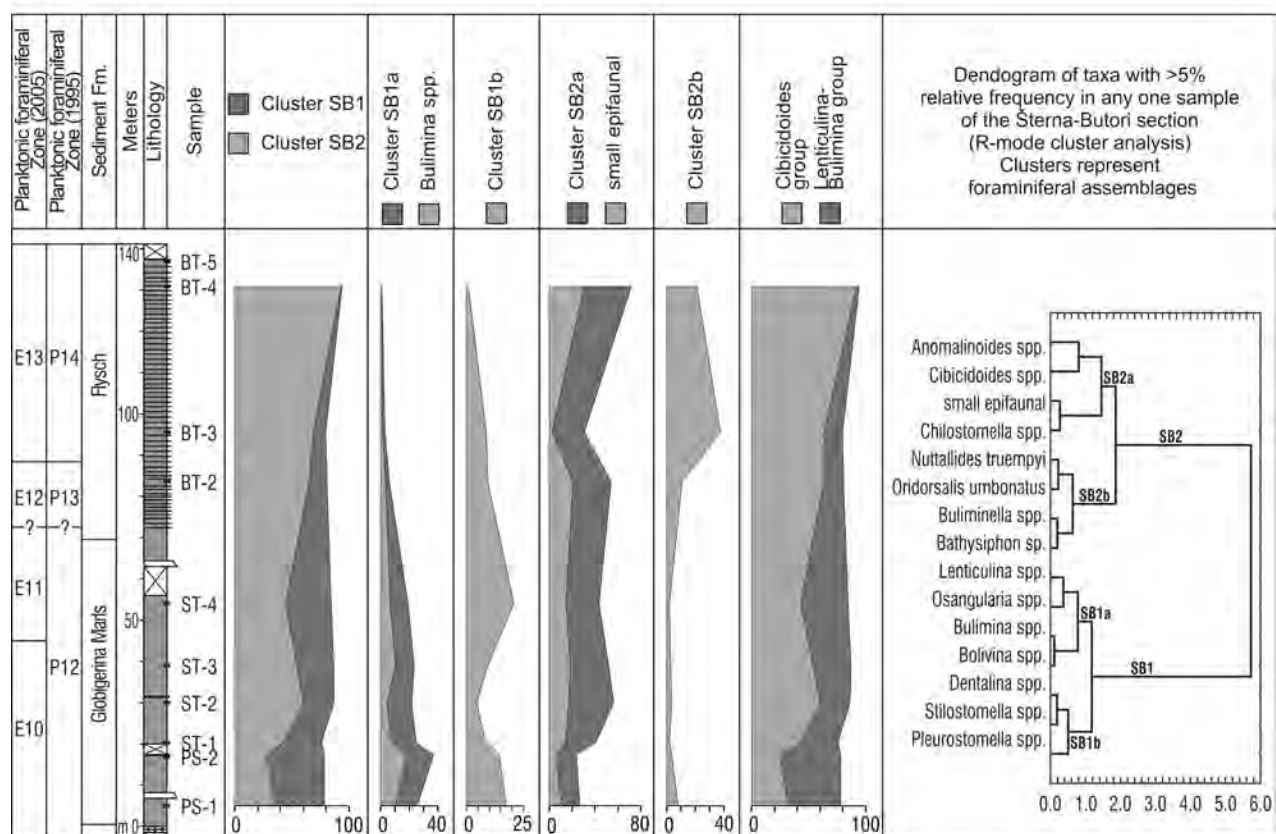 Planktonic foraminiferal
Zone (2005)
Planktonic foraminiferal
Zone (1995)
Sediment Fm.
Meters
Lithology
Sample
Cluster SB1
Cluster SB2
Cluster SB1a
Bulimina spp.
Cluster SB1b
Cluster SB2a
small epifaunal
Cluster SB2b
Cibicidoides
group
Lenticulina-
Bulimina group
Dendogram of taxa with >5%
relative frequency in any one sample
of the Šterna-Butori section
(R-mode cluster analysis)
Clusters represent
foraminiferal assemblages
E13
E12
?
E11
E10
P14
P13
?
P12
Flysch
Globigerina Marls
140
100
50
m 0
BT-5
BT-4
BT-3
BT-2
ST-4
ST-3
ST-2
ST-1
PS-2
PS-1
0 100
0 40
0 25
0 80
0 40
0 100
Anomalinoides spp.
Cibicidoides spp.
small epifaunal
Chilostomella spp.
Nuttallides truempyi
Oridorsalis umbonatus
Buliminella spp.
Bathysiphon sp.
Lenticulina spp.
Osangularia spp.
Bulimina spp.
Bolivina spp.
Dentalina spp.
Stilostomella spp.
Pleurostomella spp.
SB2a
SB2
SB2b
SB1a
SB1
SB1b
0.0 1.0 2.0 3.0 4.0 5.0 6.0